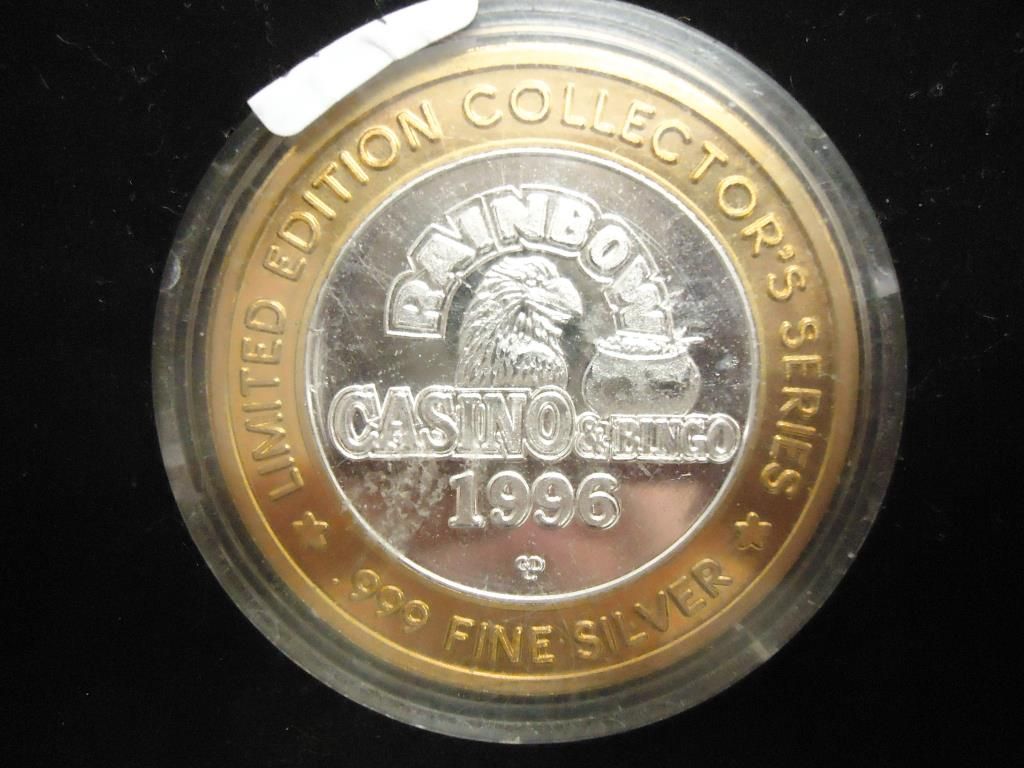 LIMITED EDITION COLLECTOR'S SERIES
RAINBOW
CASINO & BINGO
1996
.999 FINE SILVER